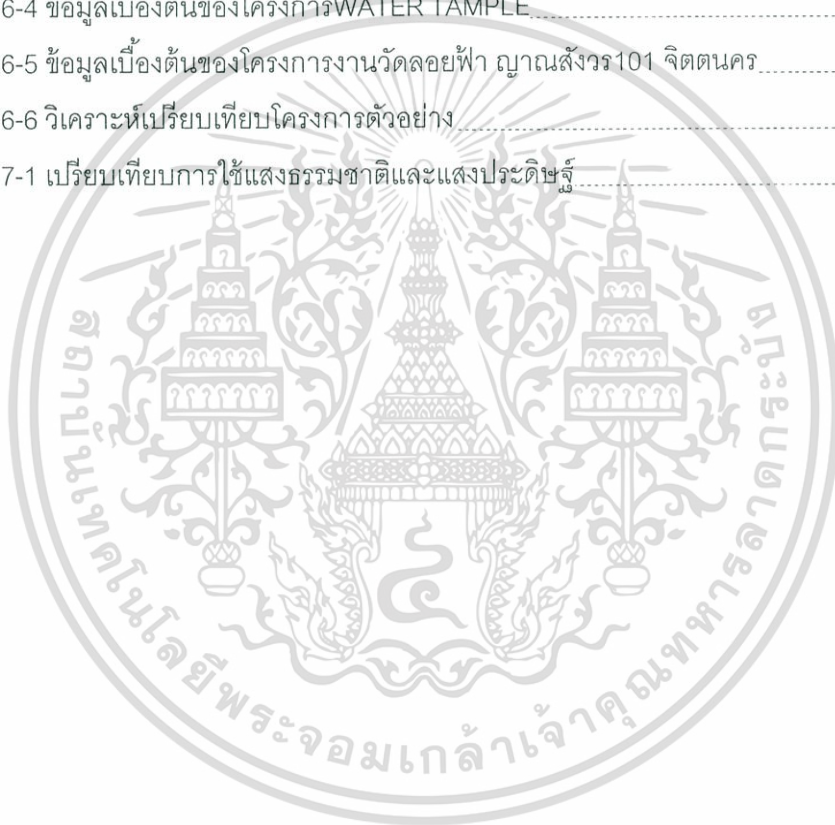 6-4 ข้อมูลเบื้องต้นของโครงการWATER TAMPLE
6-5 ข้อมูลเบื้องต้นของโครงการงานวัดลอยฟ้า ญาณสังวร101 จิตตนคร
6-6 วิเคราะห์เปรียบเทียบโครงการตัวอย่าง
7-1 เปรียบเทียบการใช้แสงธรรมชาติและแสงประดิษฐ์
สถาบันเทคโนโลยีพระจอมเกล้าเจ้าคุณทหารลาดกระบัง